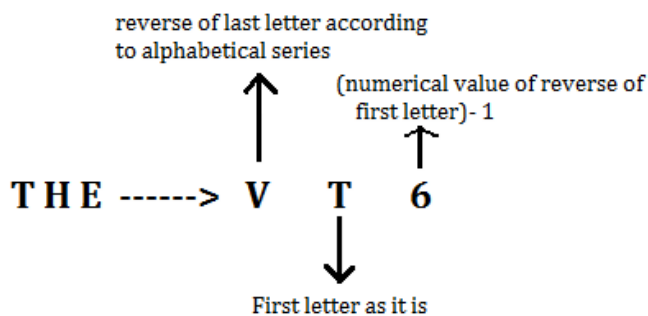 reverse of last letter according
to alphabetical series
(numerical value of reverse of
first letter)- 1
T H E ------> V T 6
First letter as it is